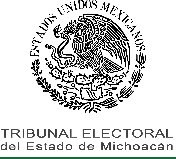 ESTADOS UNIDOS MEXICANOS
TRIBUNAL ELECTORAL
del Estado de Michoacán